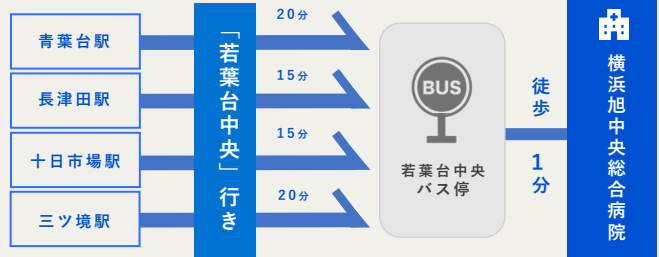 青葉台駅
長津田駅
十日市場駅
三ツ境駅
「若葉台中央」行き
20分
15分
15分
20分
BUS
若葉台中央
バス停
徒歩
1分
横浜旭中央総合病院